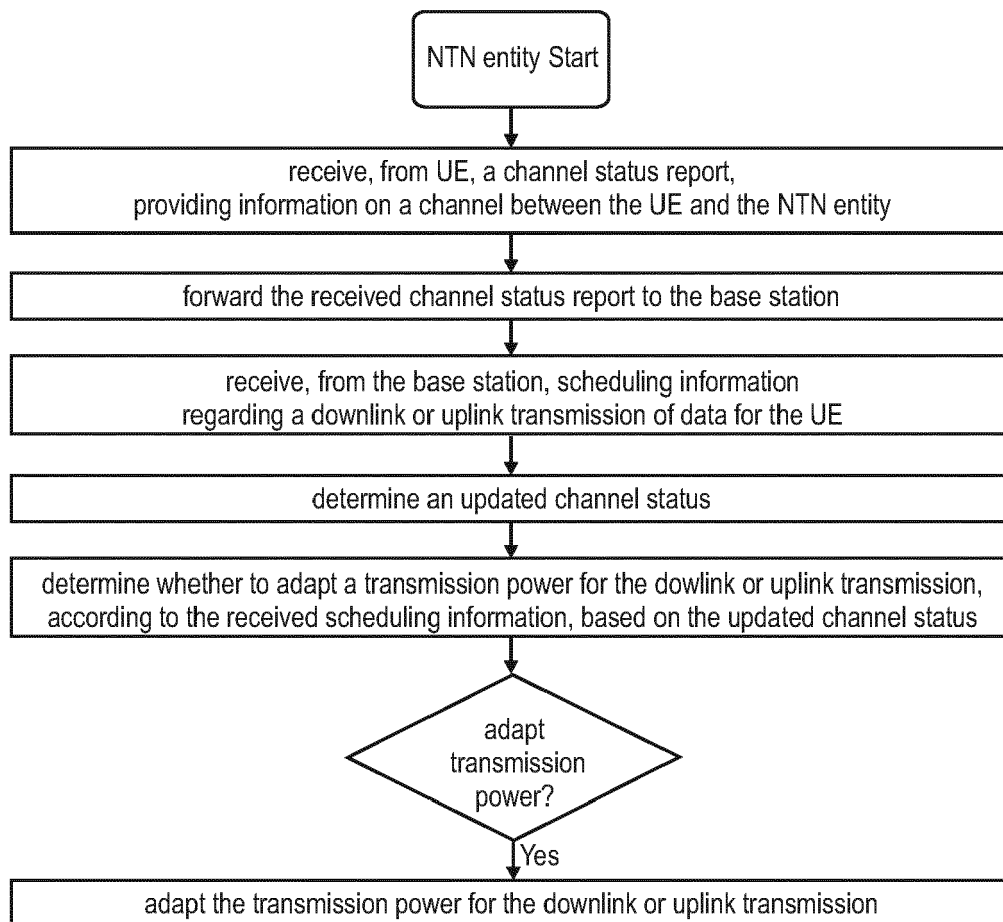 NTN entity Start
receive, from UE, a channel status report,
providing information on a channel between the UE and the NTN entity
forward the received channel status report to the base station
receive, from the base station, scheduling information
regarding a downlink or uplink transmission of data for the UE
determine an updated channel status
determine whether to adapt a transmission power for the dowlink or uplink transmission,
according to the received scheduling information, based on the updated channel status
adapt
transmission
power?
Yes
adapt the transmission power for the downlink or uplink transmission